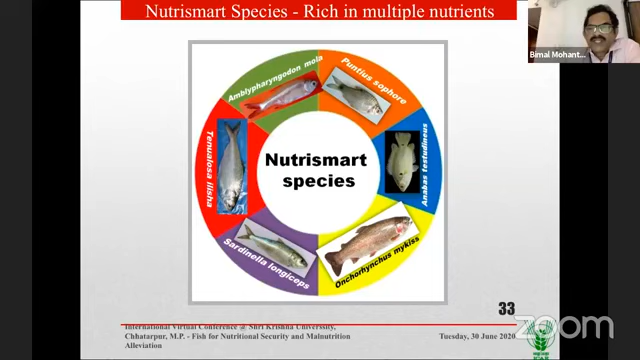 Nutrismart Species - Rich in multiple nutrients
Bimal Mohant...
Amblypharyngodon mola
Puntius sophore
Tenualosa ilisha
Anabas testudineus
Nutrismart
species
Sardinella longiceps
Onchorhynchus mykiss
33
International Virtual Conference @ Shri Krishna University,
Chhatarpur, M.P. - Fish for Nutritional Security and Malnutrition
Alleviation
Tuesday, 30 June 2020
zoom